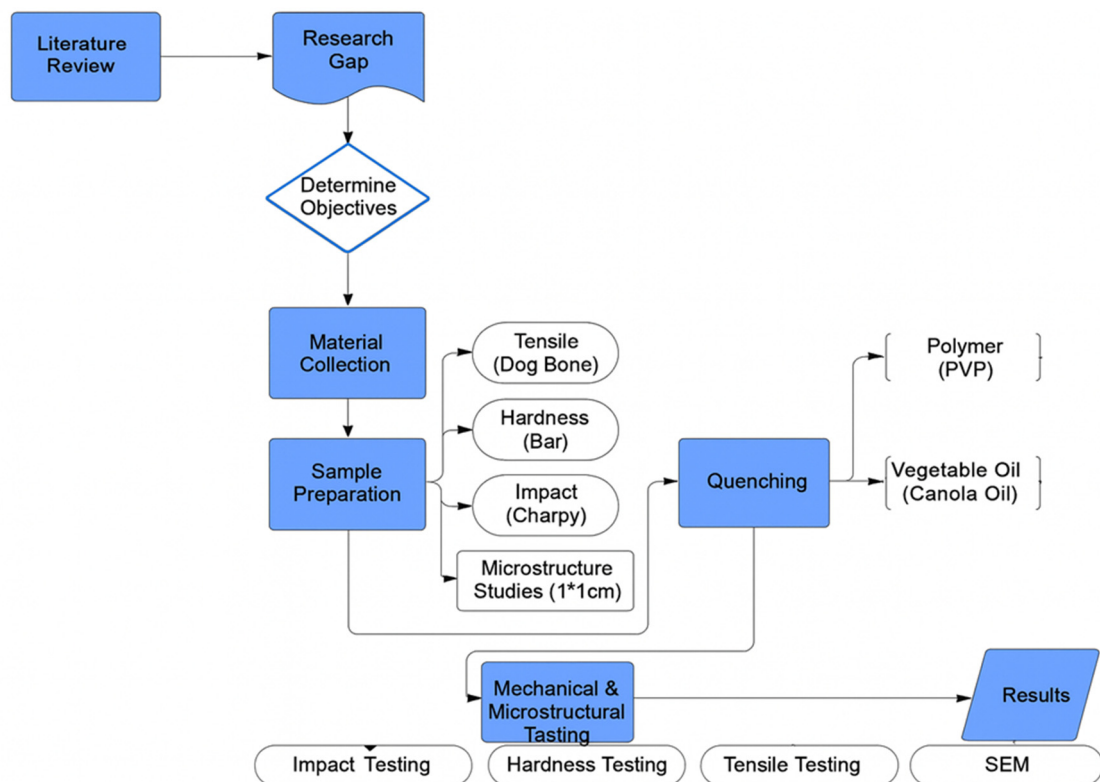 Literature
Review
Research
Gap
Determine
Objectives
Material
Collection
Sample
Preparation
Tensile
(Dog Bone)
Hardness
(Bar)
Impact
(Charpy)
Microstructure
Studies (1*1cm)
Quenching
Polymer
(PVP)
Vegetable Oil
(Canola Oil)
Mechanical &
Microstructural
Tasting
Results
Impact Testing
Hardness Testing
Tensile Testing
SEM